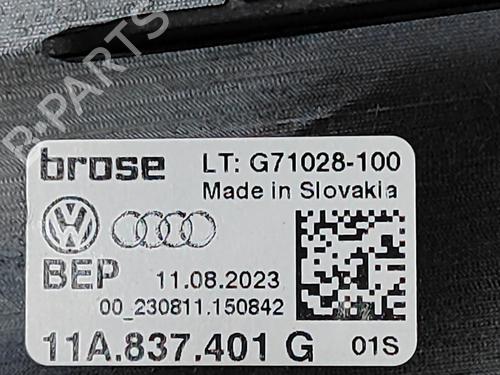 B-PARTS
brose LT: G71028-100
Made in Slovakia
BEP 11.08.2023
00_230811.150842
11A.837.401 G 01S